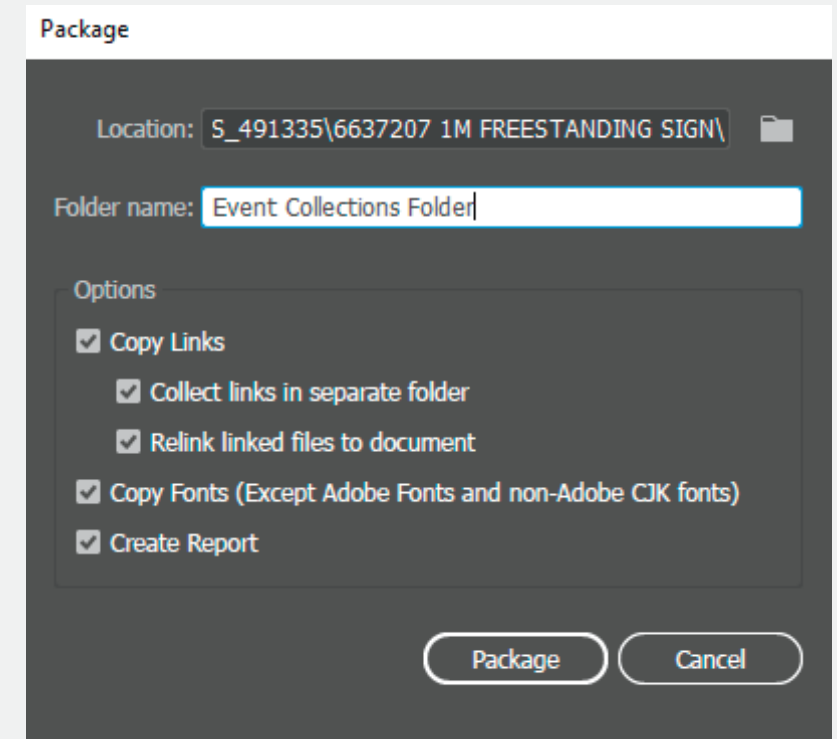 Package
Location: S_491335\6637207 1M FREESTANDING SIGN\
Folder name: Event Collections Folder
Options
Copy Links
Collect links in separate folder
Relink linked files to document
Copy Fonts (Except Adobe Fonts and non-Adobe CJK fonts)
Create Report
Package Cancel